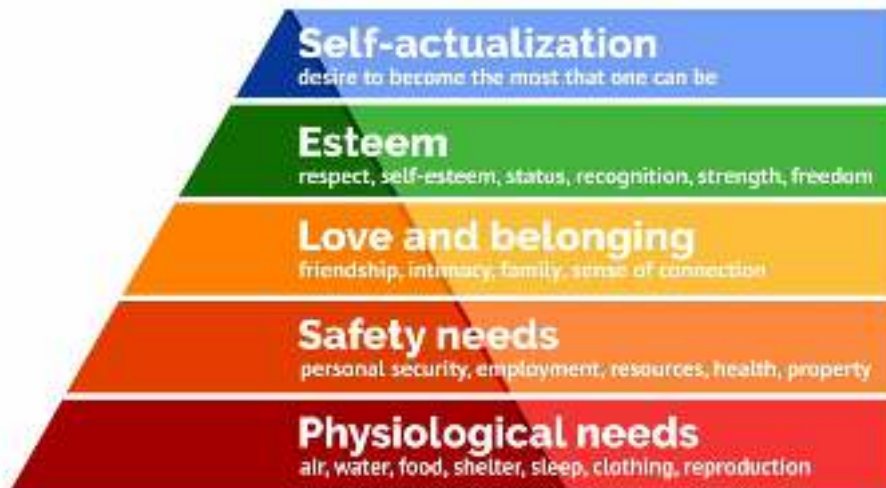 Self-actualization
desire to become the most that one can be
Esteem
respect, self-esteem, status, recognition, strength, freedom
Love and belonging
friendship, intimacy, family, sense of connection
Safety needs
personal security, employment, resources, health, property
Physiological needs
air, water, food, shelter, sleep, clothing, reproduction